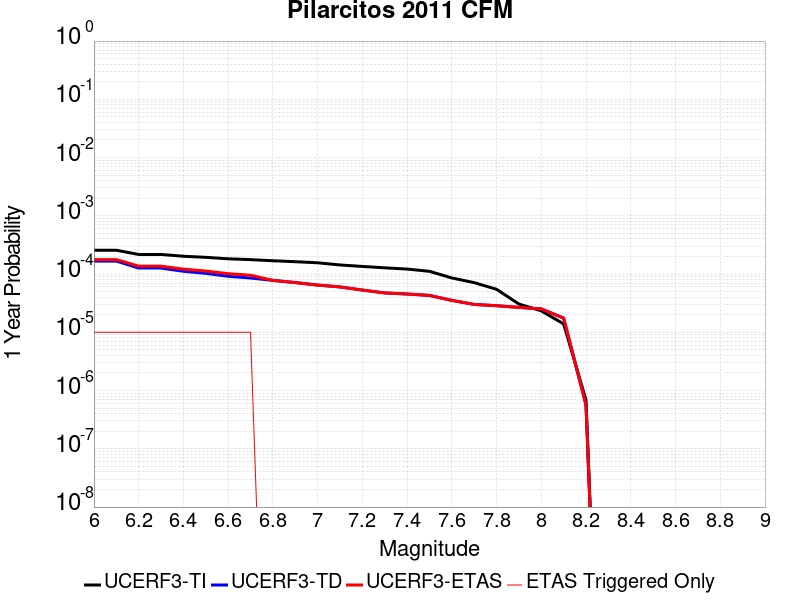 Pilarcitos 2011 CFM
10^0
10^-1
10^-2
10^-3
10^-4
10^-5
10^-6
10^-7
10^-8
1 Year Probability
6 6.2 6.4 6.6 6.8 7 7.2 7.4 7.6 7.8 8 8.2 8.4 8.6 8.8 9
Magnitude
UCERF3-TI UCERF3-TD UCERF3-ETAS ETAS Triggered Only